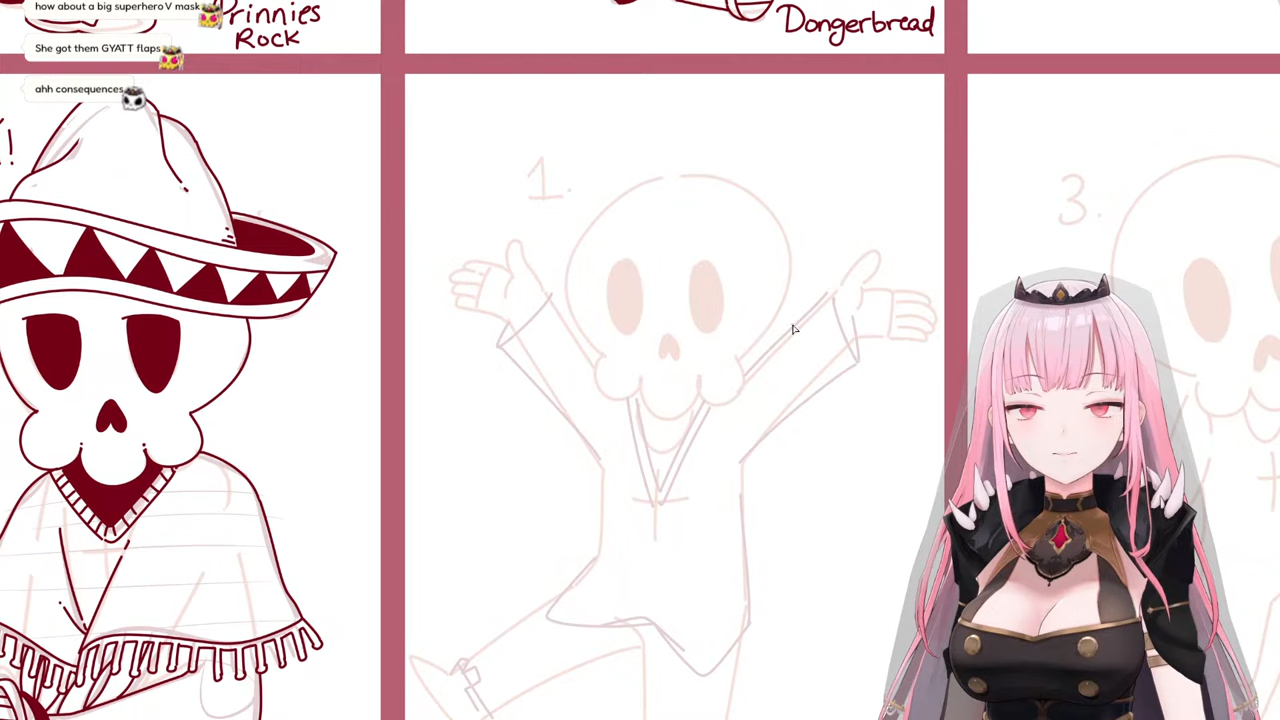 how about a big superhero V mask
She got them GYATT flaps
ahh consequences
Prinnies
Rock
Dongerbread
!
1.
3.